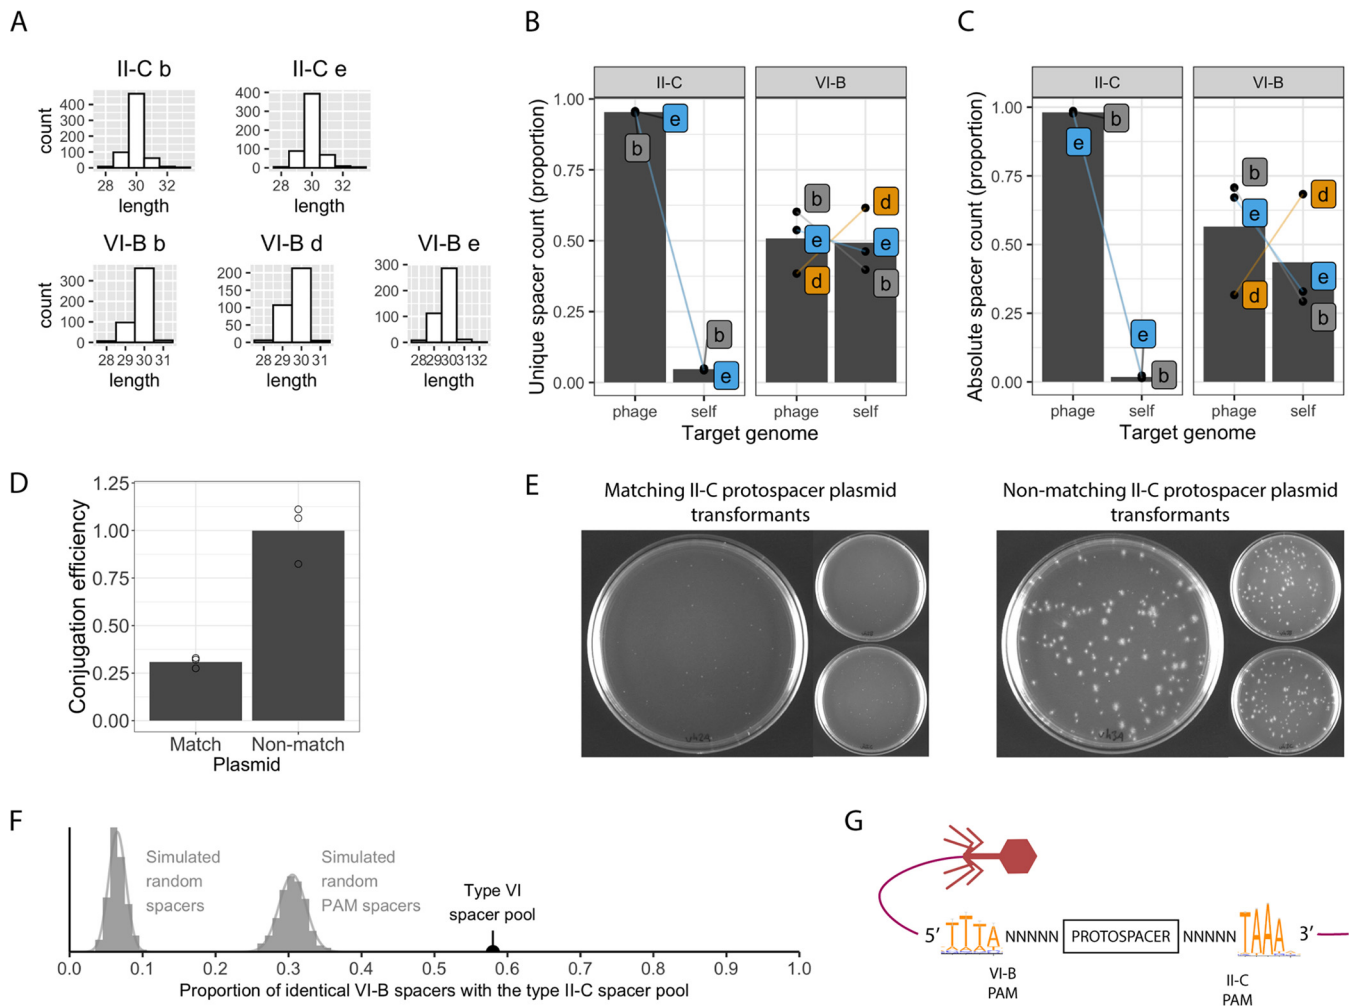 A
II-C b
II-C e
count
400
300
200
100
0
28 30 32
length
400
300
200
100
0
28 30 32
length
VI-B b
VI-B d
VI-B e
count
300
200
100
0
28 29 30 31
length
200
150
100
50
0
28 29 30 31
length
300
200
100
0
28 29 30 31 32
length
B
Unique spacer count (proportion)
II-C
VI-B
1.00
0.75
0.50
0.25
0.00
e
b
b
e
b
e
d
d
e
b
phage
self
phage
self
Target genome
C
Absolute spacer count (proportion)
II-C
VI-B
1.00
0.75
0.50
0.25
0.00
b
e
e
b
b
e
d
d
e
b
phage
self
phage
self
Target genome
D
Conjugation efficiency
1.25
1.00
0.75
0.50
0.25
0.00
Match
Non-match
Plasmid
E
Matching II-C protospacer plasmid
transformants
Non-matching II-C protospacer plasmid
transformants
F
Simulated
random
spacers
Simulated
random
PAM spacers
Type VI
spacer pool
0.0 0.1 0.2 0.3 0.4 0.5 0.6 0.7 0.8 0.9 1.0
Proportion of identical VI-B spacers with the type II-C spacer pool
G
5’ TTTA NNNNN PROTOSPACER NNNNN TAAA 3’
VI-B
PAM
II-C
PAM